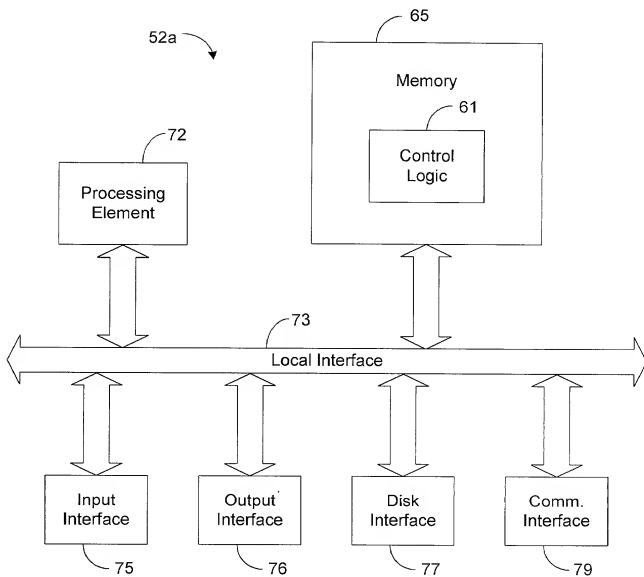 65
52a
Memory
61
72
Control
Logic
Processing
Element
73
Local Interface
Input
Interface
Output
Interface
Disk
Interface
Comm.
Interface
75
76
77
79